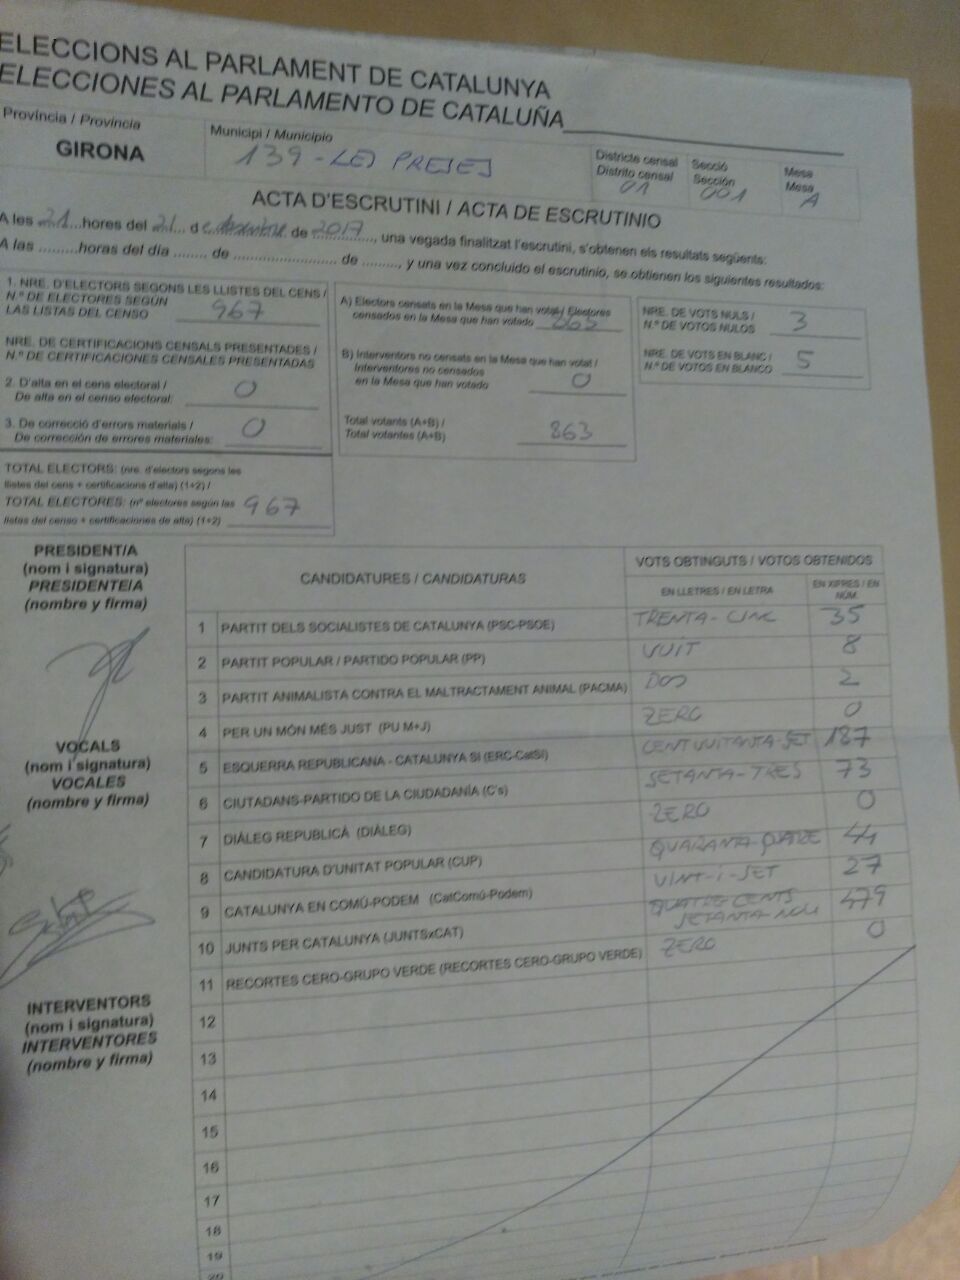 ELECCIONS AL PARLAMENT DE CATALUNYA
ELECCIONES AL PARLAMENTO DE CATALUÑA
Província / Provincia
GIRONA
Municipi / Municipio
139 - LES PRESES
Districte censal
Distrito censal
01
Secció
Sección
001
Mesa
Mesa
A
ACTA D'ESCRUTINI / ACTA DE ESCRUTINIO
A les 21 hores del 21 d desembre de 2017, una vegada finalitzat l'escrutini, s'obtenen els resultats següents:
A las .........horas del día ........ de ........................ de ........, y una vez concluido el escrutinio, se obtienen los siguientes resultados:
1. NRE. D'ELECTORS SEGONS LES LLISTES DEL CENS /
N.º DE ELECTORES SEGÚN
LAS LISTAS DEL CENSO 967
NRE. DE CERTIFICACIONS CENSALS PRESENTADES /
N.º DE CERTIFICACIONES CENSALES PRESENTADAS
2. D'alta en el cens electoral /
De alta en el censo electoral: 0
3. De correcció d'errors materials /
De corrección de errores materiales: 0
TOTAL ELECTORS: (nre. d'electors segons les
llistes del cens + certificacions d'alta) (1+2) /
TOTAL ELECTORES: (nº electores según las
listas del censo + certificaciones de alta) (1+2) 967
A) Electors censats en la Mesa que han votat / Electores
censados en la Mesa que han votado 863
B) Interventors no censats en la Mesa que han votat /
Interventores no censados
en la Mesa que han votado 0
Total votants (A+B) /
Total votantes (A+B) 863
NRE. DE VOTS NULS /
N.º DE VOTOS NULOS 3
NRE. DE VOTS EN BLANC /
N.º DE VOTOS EN BLANCO 5
PRESIDENT/A
(nom i signatura)
PRESIDENTE/A
(nombre y firma)
VOCALS
(nom i signatura)
VOCALES
(nombre y firma)
INTERVENTORS
(nom i signatura)
INTERVENTORES
(nombre y firma)
CANDIDATURES / CANDIDATURAS
VOTS OBTINGUTS / VOTOS OBTENIDOS
EN LLETRES / EN LETRA
EN XIFRES / EN NÚM.
1 PARTIT DELS SOCIALISTES DE CATALUNYA (PSC-PSOE) TRENTA-CINC 35
2 PARTIT POPULAR / PARTIDO POPULAR (PP) VUIT 8
3 PARTIT ANIMALISTA CONTRA EL MALTRACTAMENT ANIMAL (PACMA) DOS 2
4 PER UN MÓN MÉS JUST (PU M+J) ZERO 0
5 ESQUERRA REPUBLICANA - CATALUNYA SÍ (ERC-CatSí) CENT VUITANTA-SET 187
6 CIUTADANS-PARTIDO DE LA CIUDADANÍA (C's) SETANTA-TRES 73
7 DIÀLEG REPUBLICÀ (DIÀLEG) ZERO 0
8 CANDIDATURA D'UNITAT POPULAR (CUP) QUARANTA-QUATRE 44
9 CATALUNYA EN COMÚ-PODEM (CatComú-Podem) VINT-I-SET 27
10 JUNTS PER CATALUNYA (JUNTSxCAT) QUATRE-CENTS SETANTA-NOU 479
11 RECORTES CERO-GRUPO VERDE (RECORTES CERO-GRUPO VERDE) ZERO 0
12
13
14
15
16
17
18
19
20